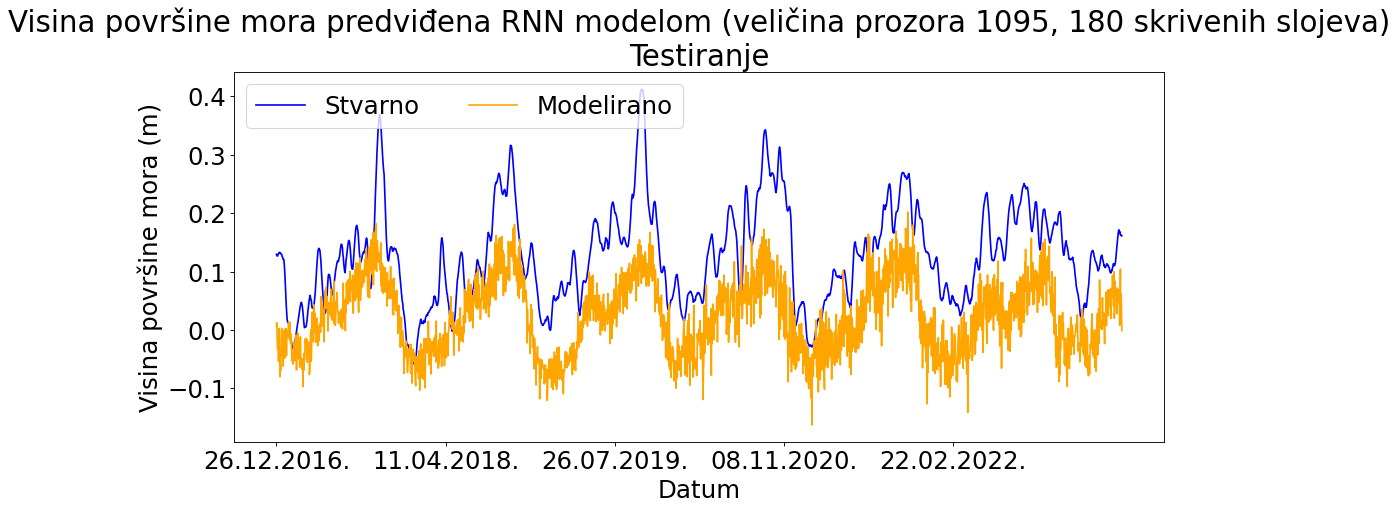 Visina površine mora predviđena RNN modelom (veličina prozora 1095, 180 skrivenih slojeva)
Testiranje
Stvarno
Modelirano
Visina površine mora (m)
0.4
0.3
0.2
0.1
0.0
−0.1
26.12.2016.
11.04.2018.
26.07.2019.
08.11.2020.
22.02.2022.
Datum